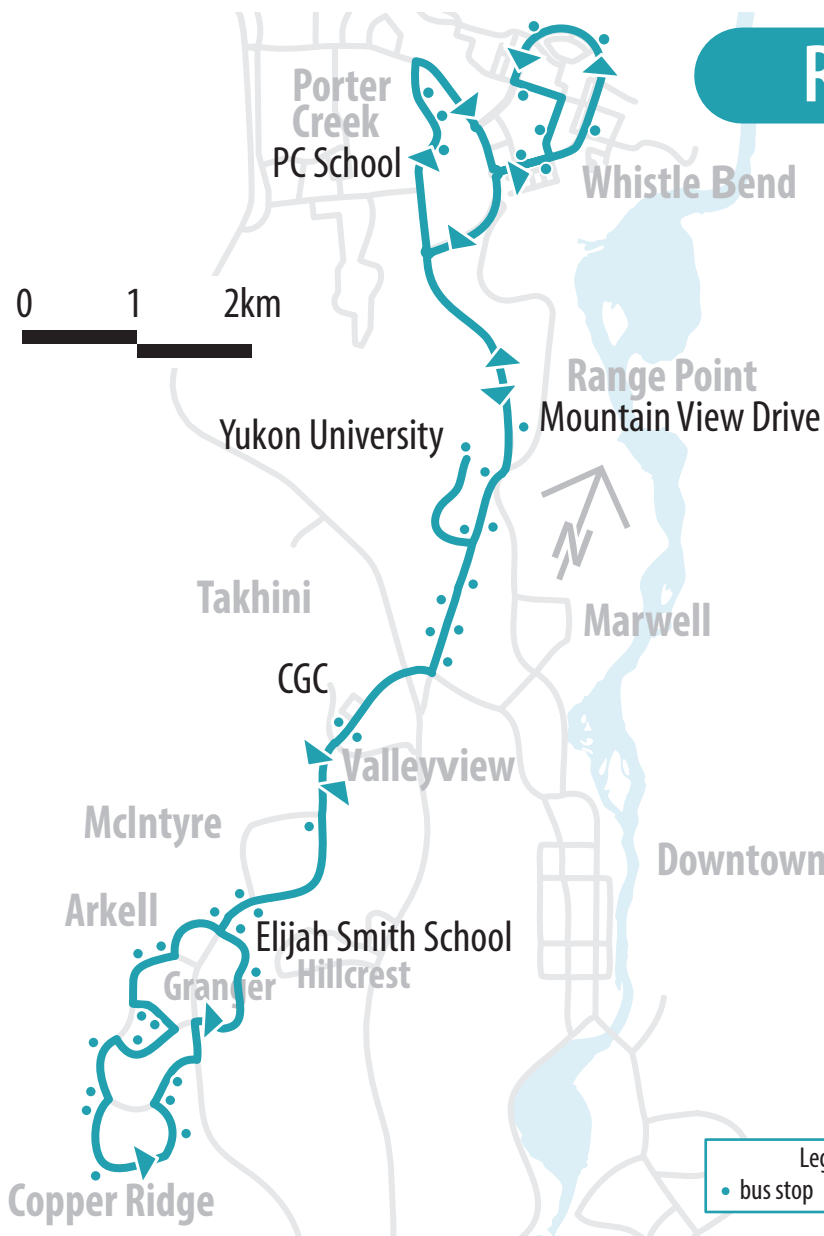 R
Porter
Creek
PC School
Whistle Bend
0 1 2km
Range Point
Mountain View Drive
Yukon University
N
Takhini
Marwell
CGC
Valleyview
McIntyre
Downtown
Arkell
Elijah Smith School
Granger
Hillcrest
Leg
bus stop
Copper Ridge